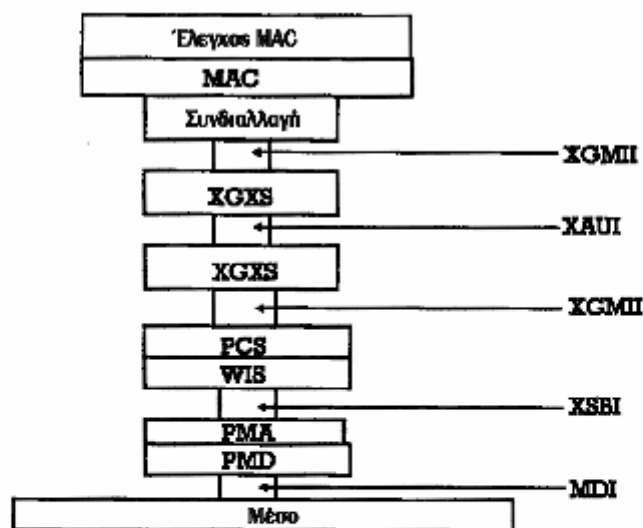 Έλεγχος MAC
MAC
Συνδιαλλαγή
XGMII
XGXS
XAUI
XGXS
XGMII
PCS
WIS
XSBI
PMA
PMD
MDI
Μέσο